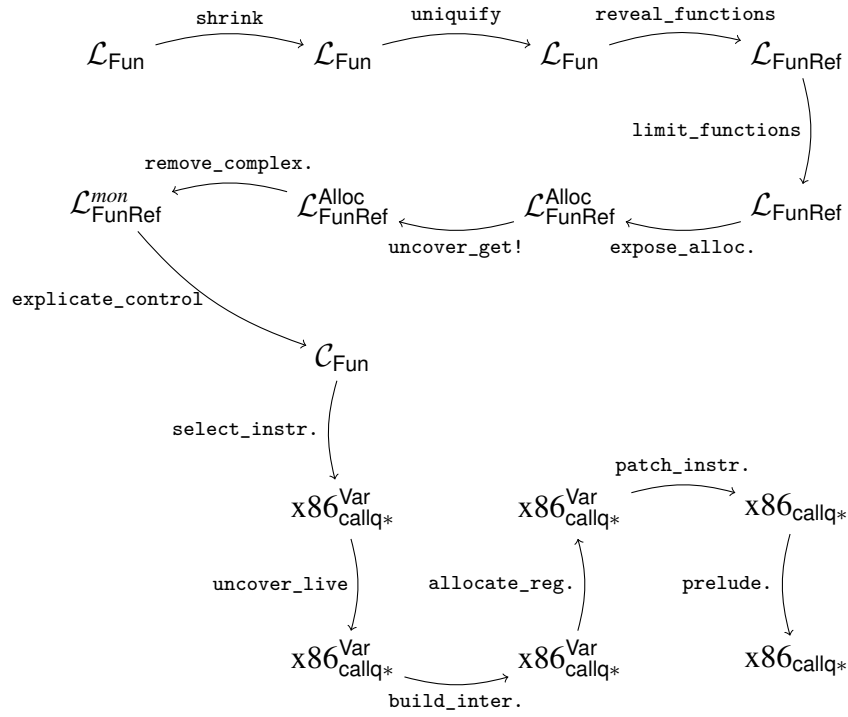 shrink uniquify reveal_functions
ℒ_Fun ℒ_Fun ℒ_Fun ℒ_FunRef
limit_functions
remove_complex.
ℒ^mon_FunRef ℒ^Alloc_FunRef ℒ^Alloc_FunRef ℒ_FunRef
uncover_get! expose_alloc.
explicate_control
𝒞_Fun
select_instr.
patch_instr.
x86^Var_callq* x86^Var_callq* x86_callq*
uncover_live allocate_reg. prelude.
x86^Var_callq* x86^Var_callq* x86_callq*
build_inter.